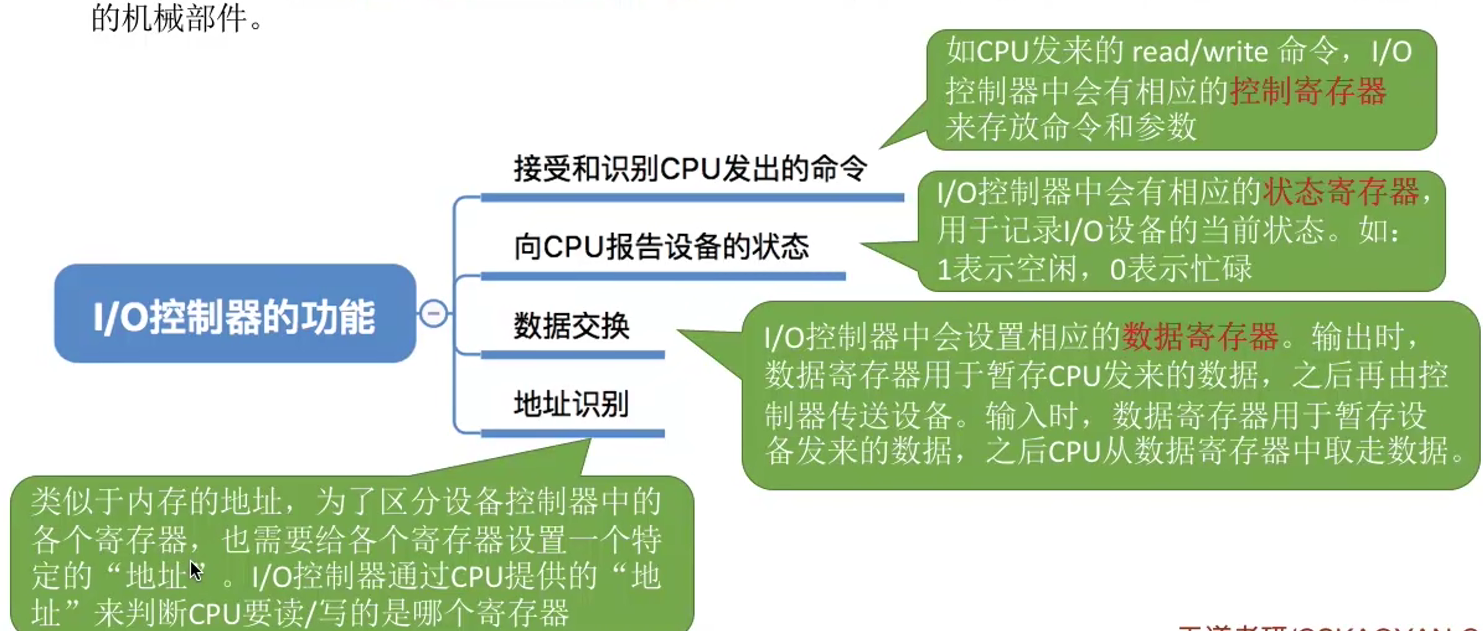 的机械部件。
如CPU发来的 read/write 命令，I/O
控制器中会有相应的控制寄存器
来存放命令和参数
接受和识别CPU发出的命令
I/O控制器中会有相应的状态寄存器，
用于记录I/O设备的当前状态。如：
1表示空闲，0表示忙碌
向CPU报告设备的状态
I/O控制器的功能
数据交换
I/O控制器中会设置相应的数据寄存器。输出时，
数据寄存器用于暂存CPU发来的数据，之后再由控
制器传送设备。输入时，数据寄存器用于暂存设
备发来的数据，之后CPU从数据寄存器中取走数据。
地址识别
类似于内存的地址，为了区分设备控制器中的
各个寄存器，也需要给各个寄存器设置一个特
定的“地址”。I/O控制器通过CPU提供的“地
址”来判断CPU要读/写的是哪个寄存器